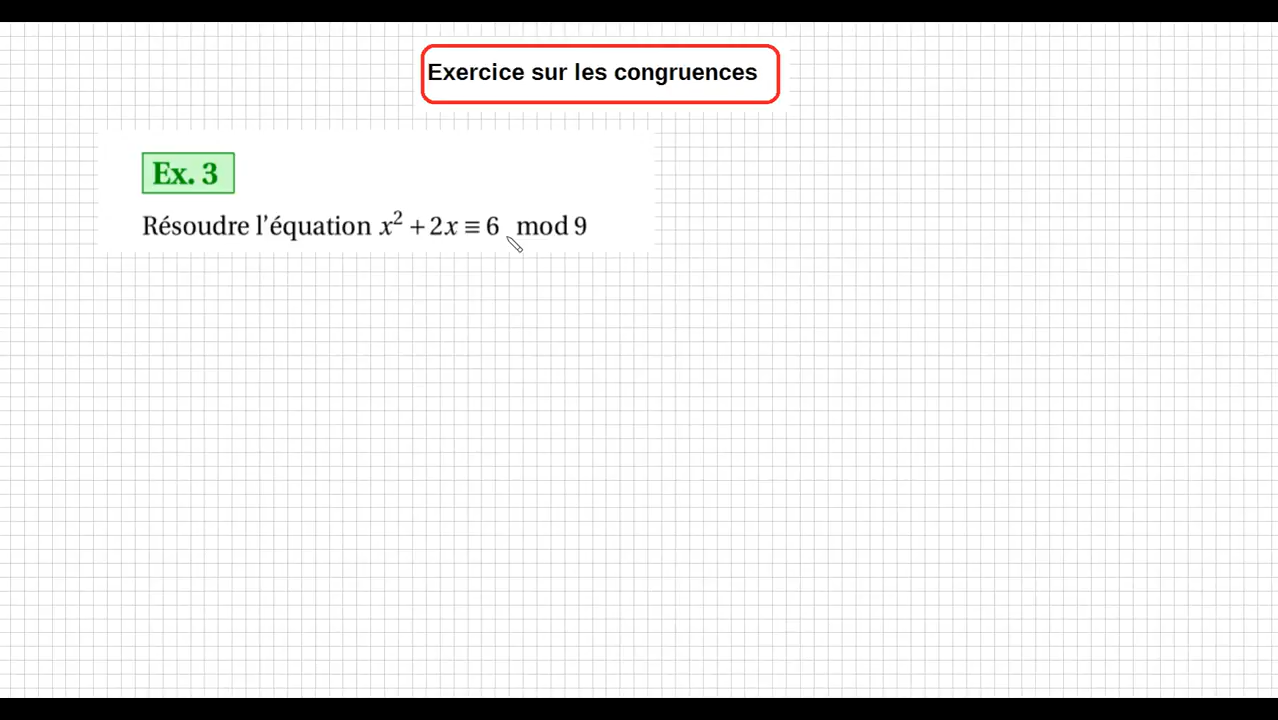 Exercice sur les congruences
Ex. 3
Résoudre l'équation x² + 2x ≡ 6 mod 9